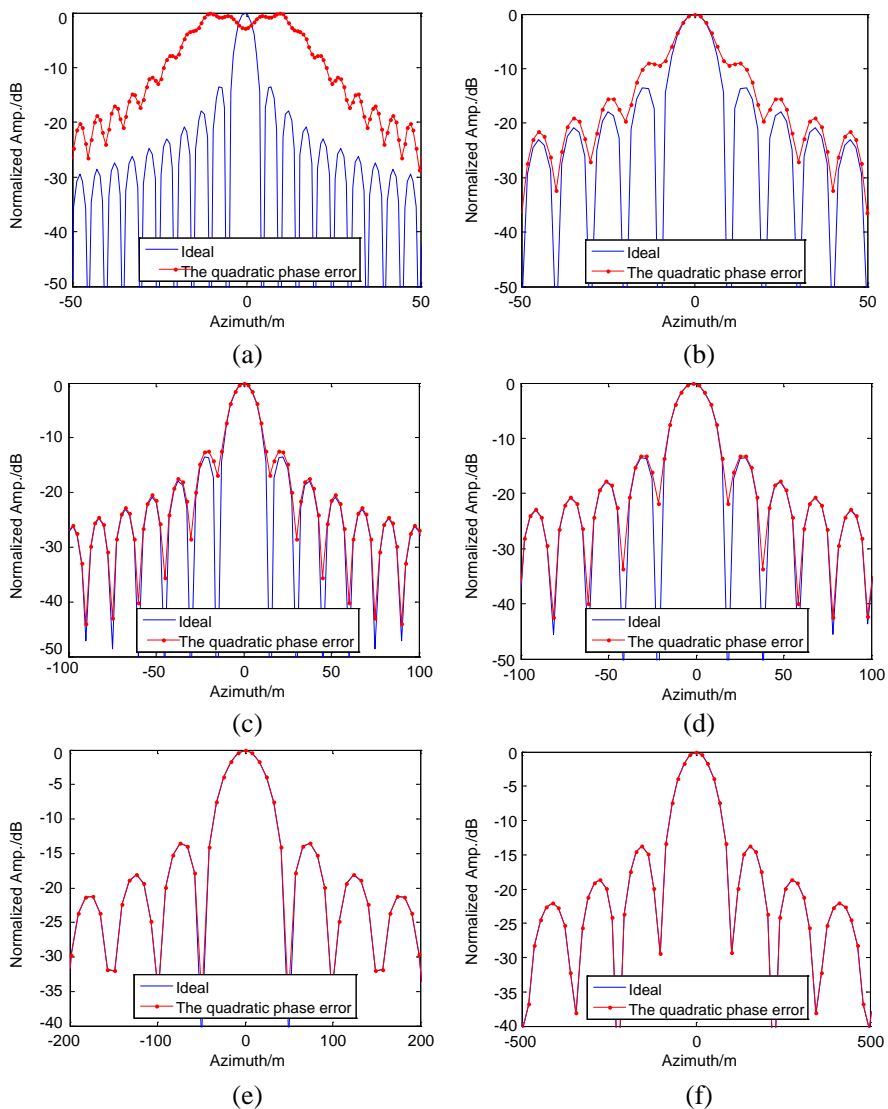 0
-10
-20
-30
-40
-50
-50
0
50
Normalized Amp./dB
Azimuth/m
Ideal
The quadratic phase error
(a)
0
-10
-20
-30
-40
-50
-50
0
50
Normalized Amp./dB
Azimuth/m
Ideal
The quadratic phase error
(b)
0
-10
-20
-30
-40
-50
-100
-50
0
50
100
Normalized Amp./dB
Azimuth/m
Ideal
The quadratic phase error
(c)
0
-10
-20
-30
-40
-50
-100
-50
0
50
100
Normalized Amp./dB
Azimuth/m
Ideal
The quadratic phase error
(d)
0
-5
-10
-15
-20
-25
-30
-35
-40
-200
-100
0
100
200
Normalized Amp./dB
Azimuth/m
Ideal
The quadratic phase error
(e)
0
-5
-10
-15
-20
-25
-30
-35
-40
-500
0
500
Normalized Amp./dB
Azimuth/m
Ideal
The quadratic phase error
(f)